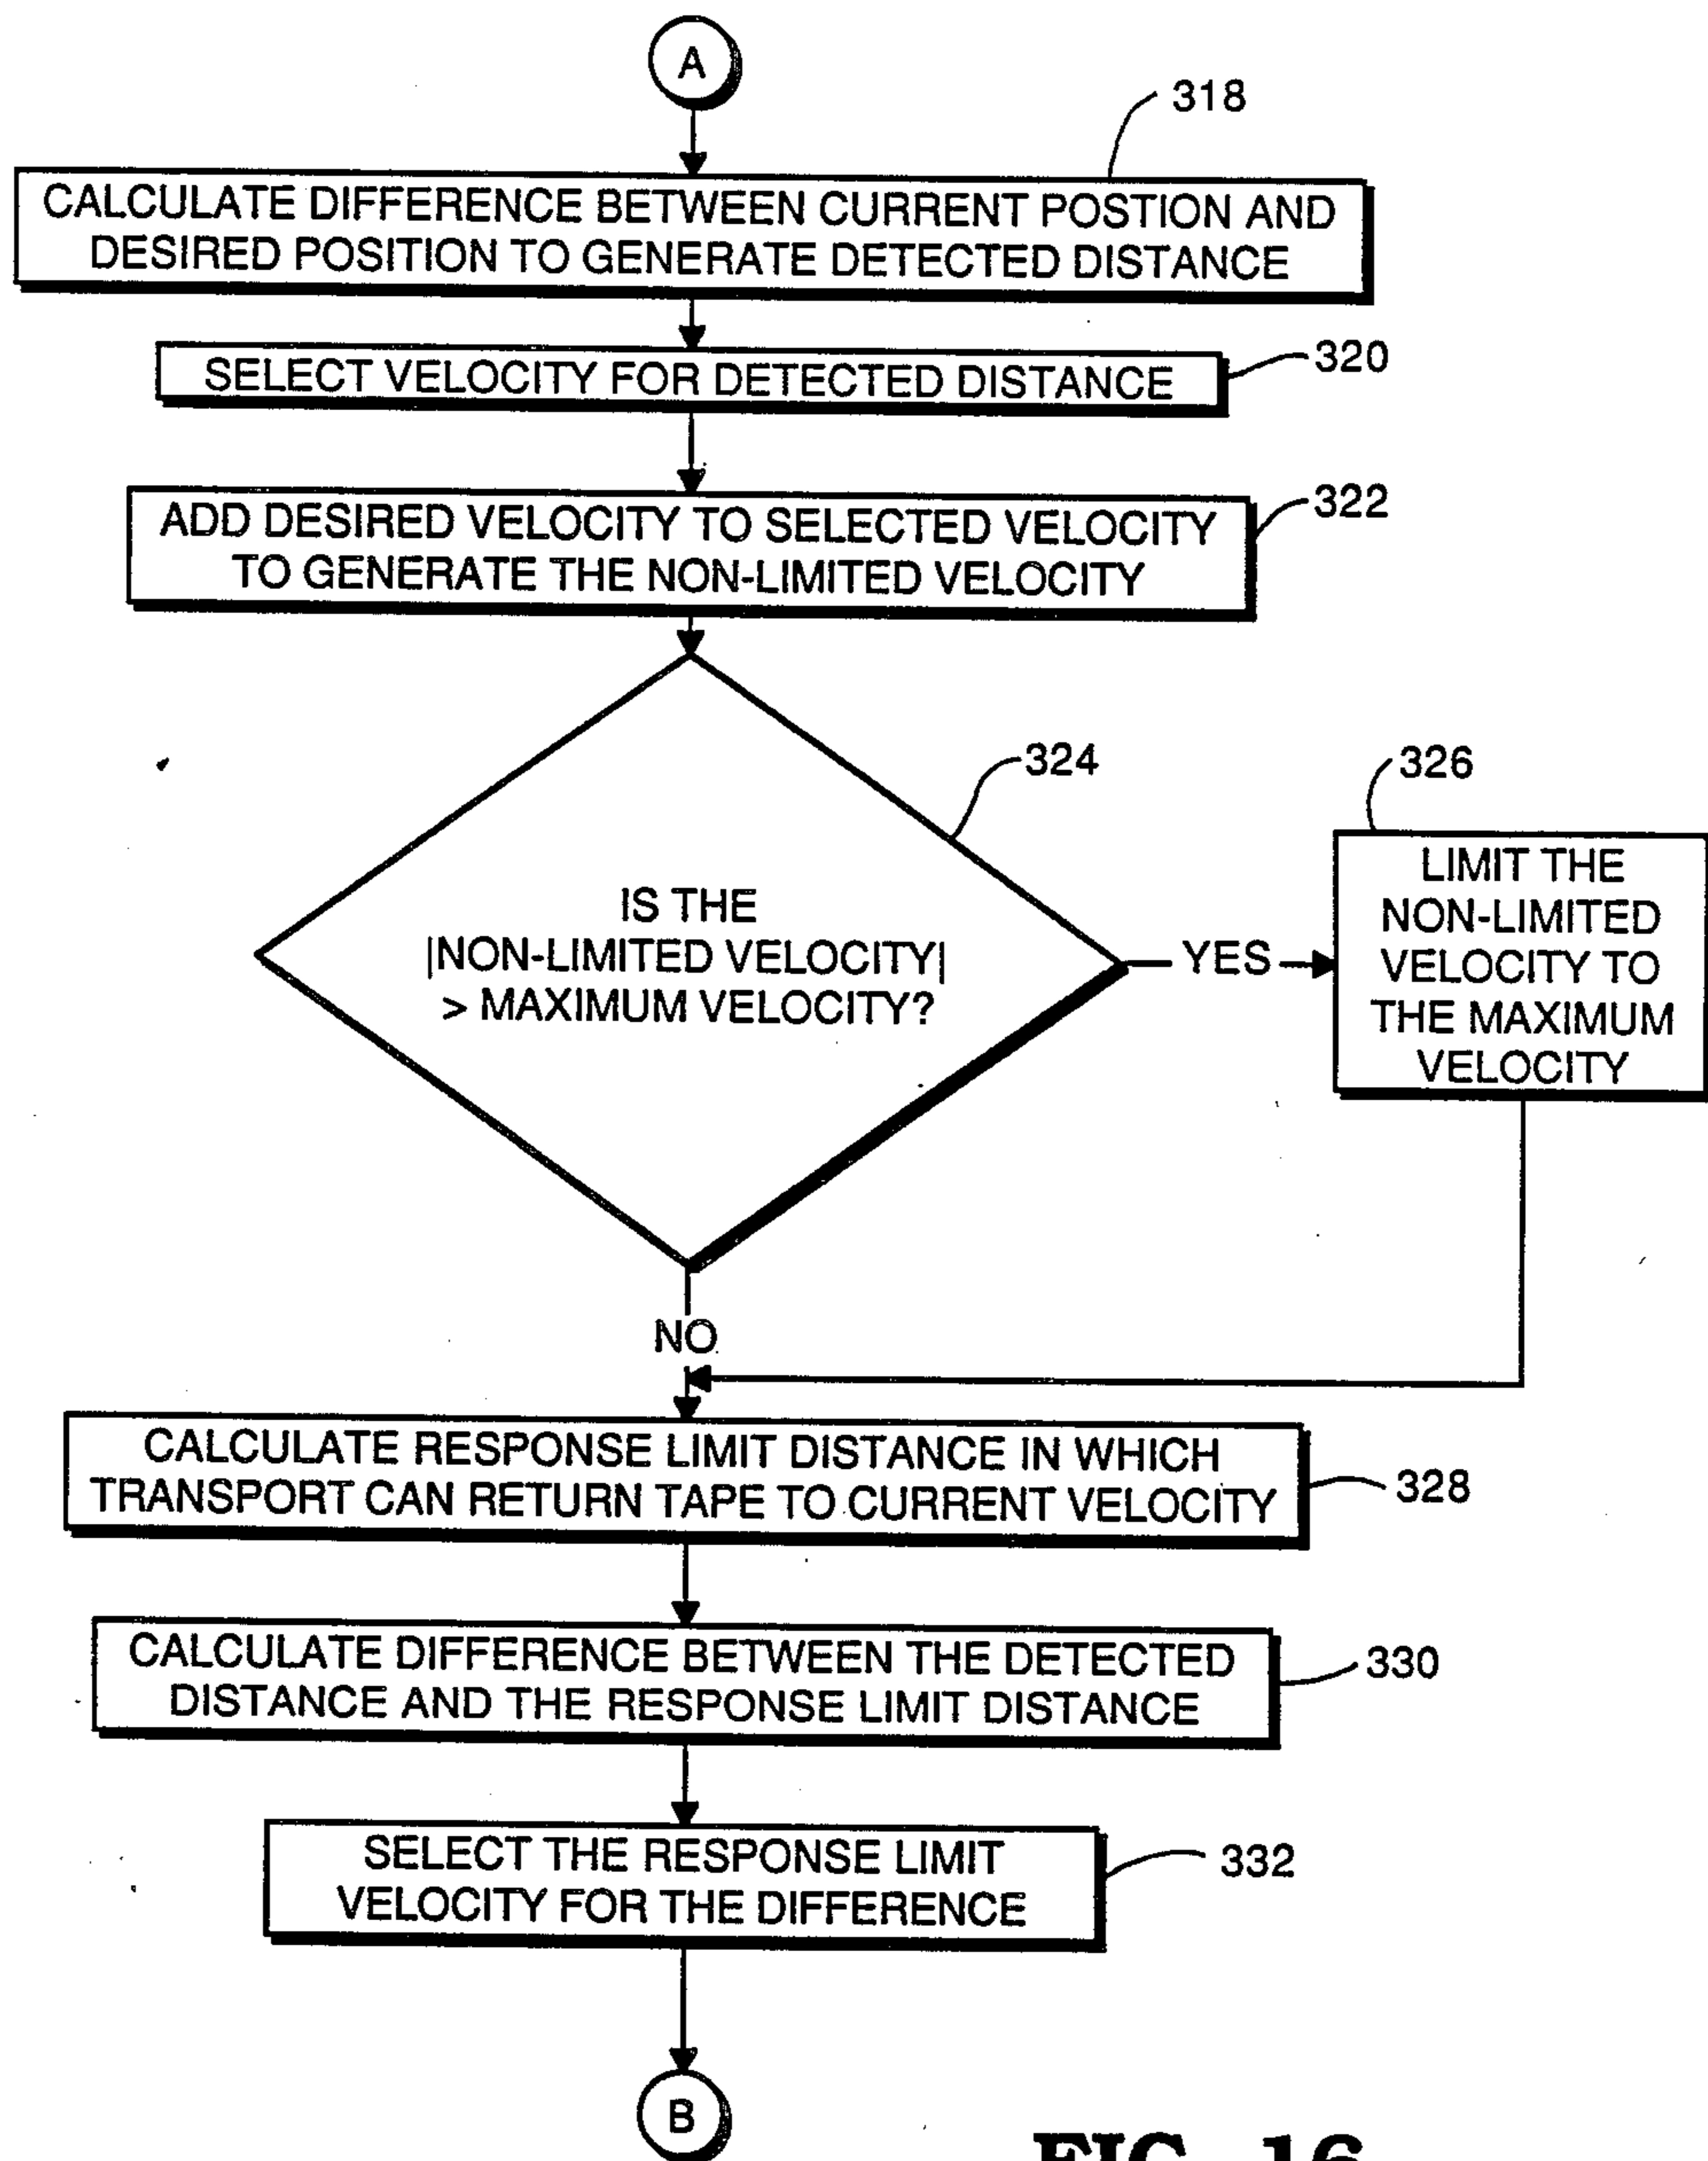 A
318
CALCULATE DIFFERENCE BETWEEN CURRENT POSTION AND
DESIRED POSITION TO GENERATE DETECTED DISTANCE
320
SELECT VELOCITY FOR DETECTED DISTANCE
322
ADD DESIRED VELOCITY TO SELECTED VELOCITY
TO GENERATE THE NON-LIMITED VELOCITY
324
IS THE
|NON-LIMITED VELOCITY|
> MAXIMUM VELOCITY?
YES
326
LIMIT THE
NON-LIMITED
VELOCITY TO
THE MAXIMUM
VELOCITY
NO
CALCULATE RESPONSE LIMIT DISTANCE IN WHICH
TRANSPORT CAN RETURN TAPE TO CURRENT VELOCITY
328
CALCULATE DIFFERENCE BETWEEN THE DETECTED
DISTANCE AND THE RESPONSE LIMIT DISTANCE
330
SELECT THE RESPONSE LIMIT
VELOCITY FOR THE DIFFERENCE
332
B
FIG. 16